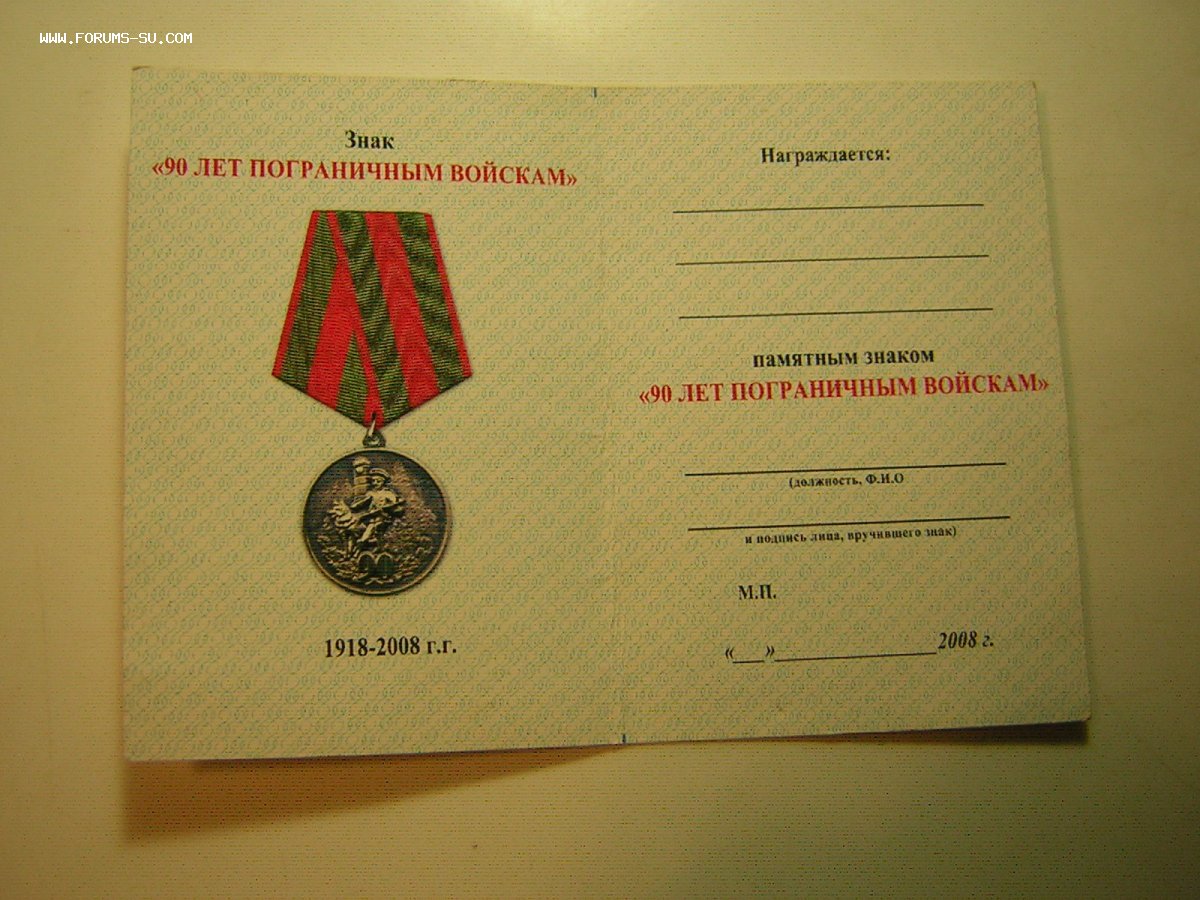 WWW.FORUMS-SU.COM
Знак
«90 ЛЕТ ПОГРАНИЧНЫМ ВОЙСКАМ»
1918-2008 г.г.
Награждается:
памятным знаком
«90 ЛЕТ ПОГРАНИЧНЫМ ВОЙСКАМ»
(должность, Ф.И.О
и подпись лица, вручившего знак)
М.П.
«___»_______________2008 г.